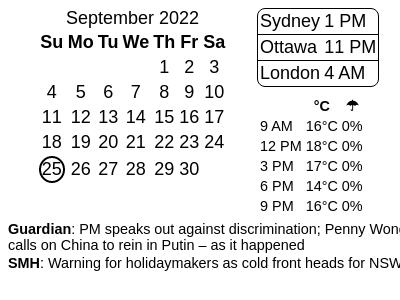 September 2022
Su Mo Tu We Th Fr Sa
1 2 3
4 5 6 7 8 9 10
11 12 13 14 15 16 17
18 19 20 21 22 23 24
25 26 27 28 29 30
Sydney 1 PM
Ottawa 11 PM
London 4 AM
°C ☂
9 AM 16°C 0%
12 PM 18°C 0%
3 PM 17°C 0%
6 PM 14°C 0%
9 PM 16°C 0%
Guardian: PM speaks out against discrimination; Penny Wong
calls on China to rein in Putin – as it happened
SMH: Warning for holidaymakers as cold front heads for NSW